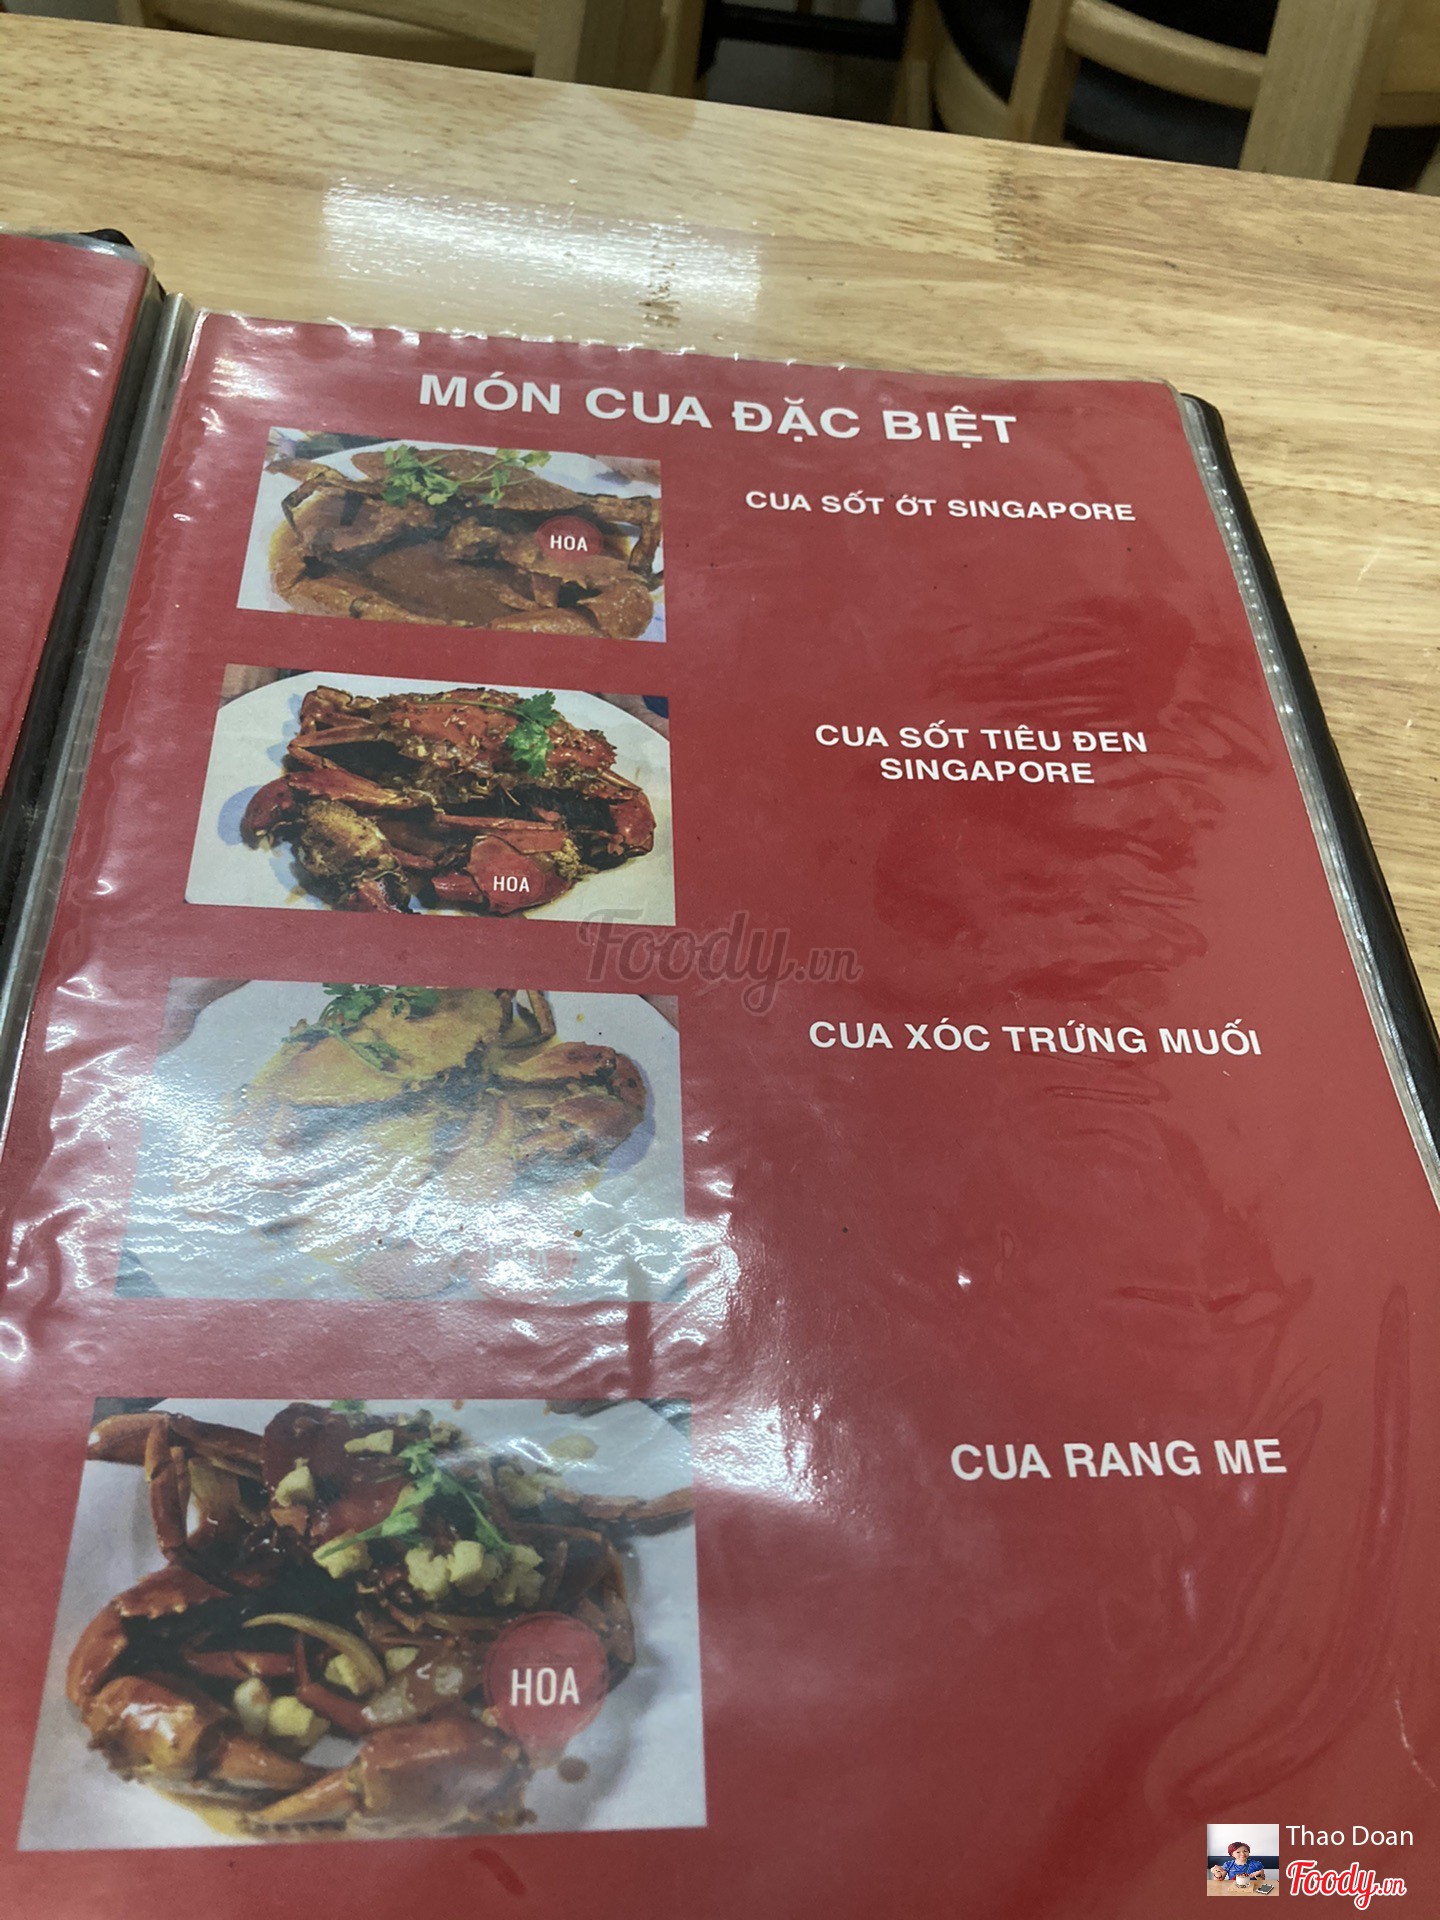 MÓN CUA ĐẶC BIỆT
CUA SỐT ỚT SINGAPORE
HOA
CUA SỐT TIÊU ĐEN
SINGAPORE
HOA
Foody.vn
CUA XÓC TRỨNG MUỐI
CUA RANG ME
HOA
Thao Doan
Foody.vn